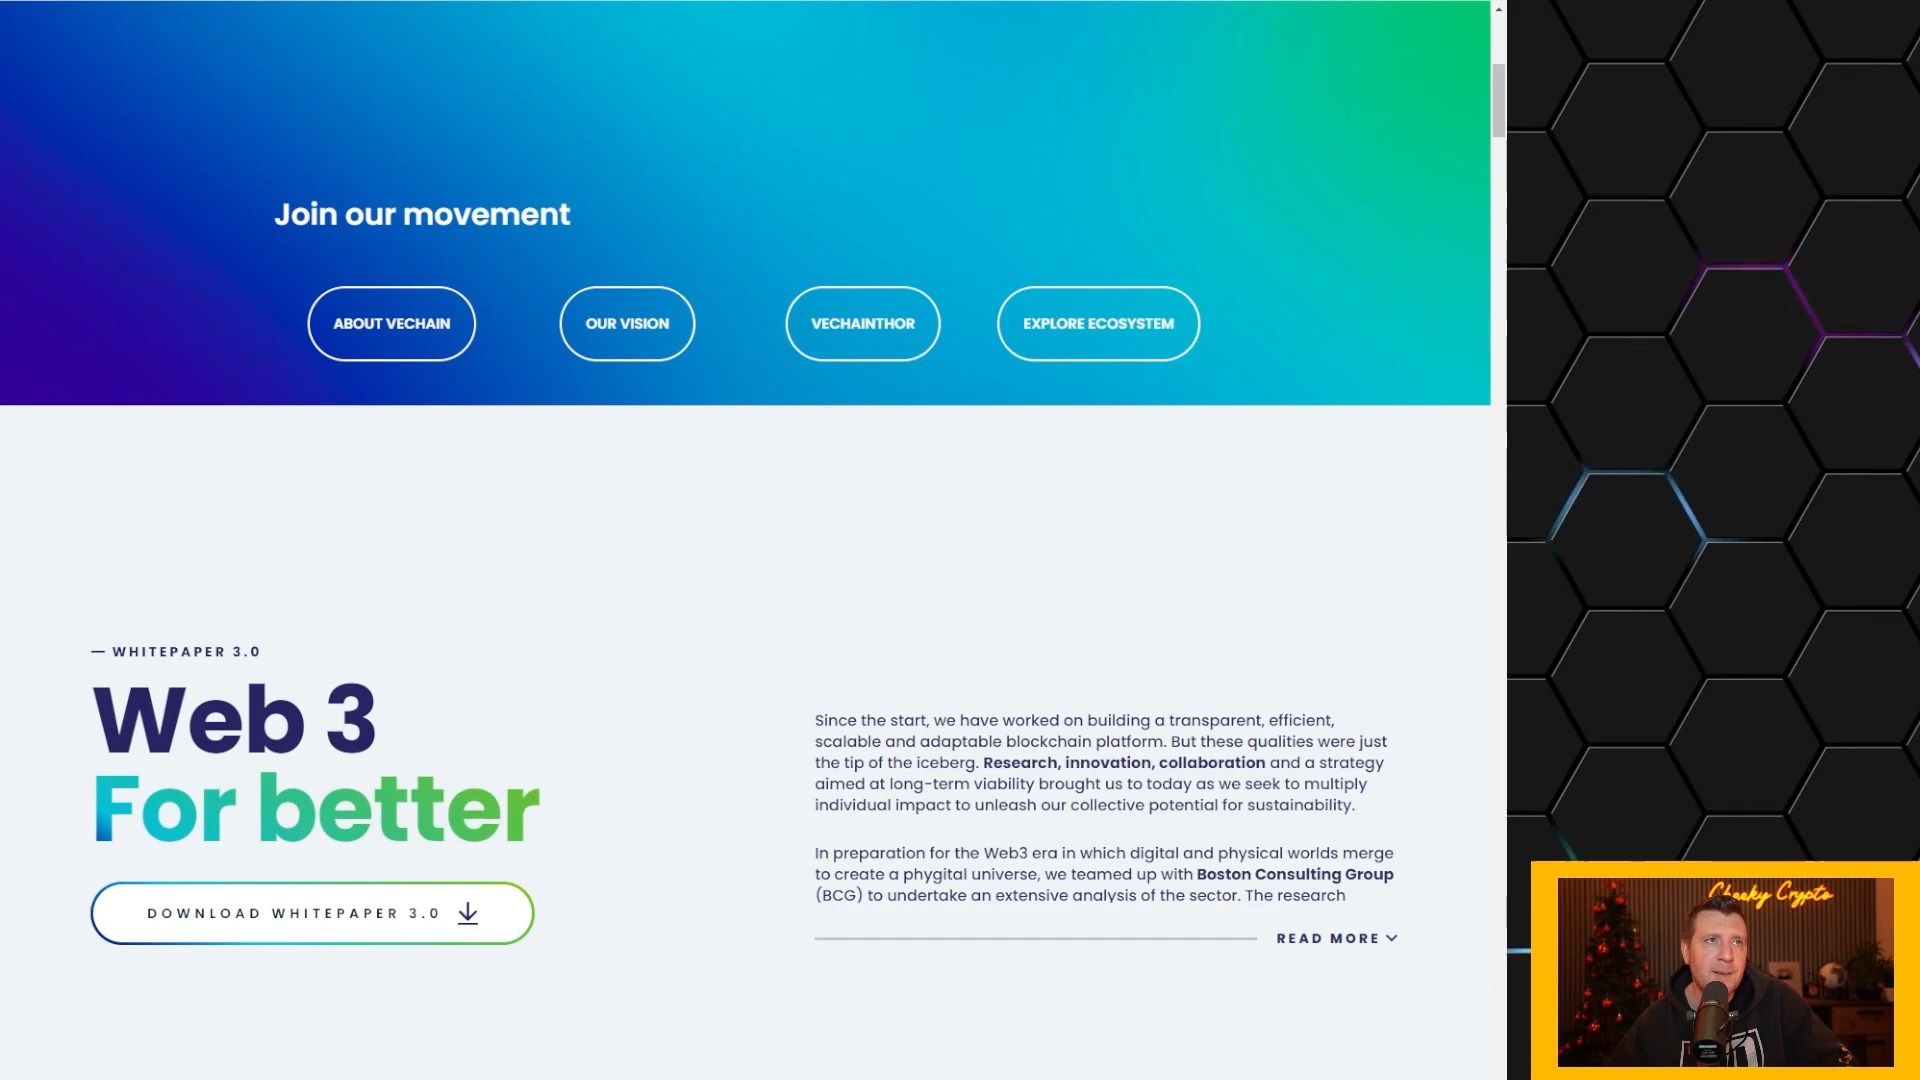 Join our movement
ABOUT VECHAIN
OUR VISION
VECHAINTHOR
EXPLORE ECOSYSTEM
— WHITEPAPER 3.0
Web 3
For better
DOWNLOAD WHITEPAPER 3.0
Since the start, we have worked on building a transparent, efficient,
scalable and adaptable blockchain platform. But these qualities were just
the tip of the iceberg. Research, innovation, collaboration and a strategy
aimed at long-term viability brought us to today as we seek to multiply
individual impact to unleash our collective potential for sustainability.
In preparation for the Web3 era in which digital and physical worlds merge
to create a phygital universe, we teamed up with Boston Consulting Group
(BCG) to undertake an extensive analysis of the sector. The research
READ MORE
Cheeky Crypto